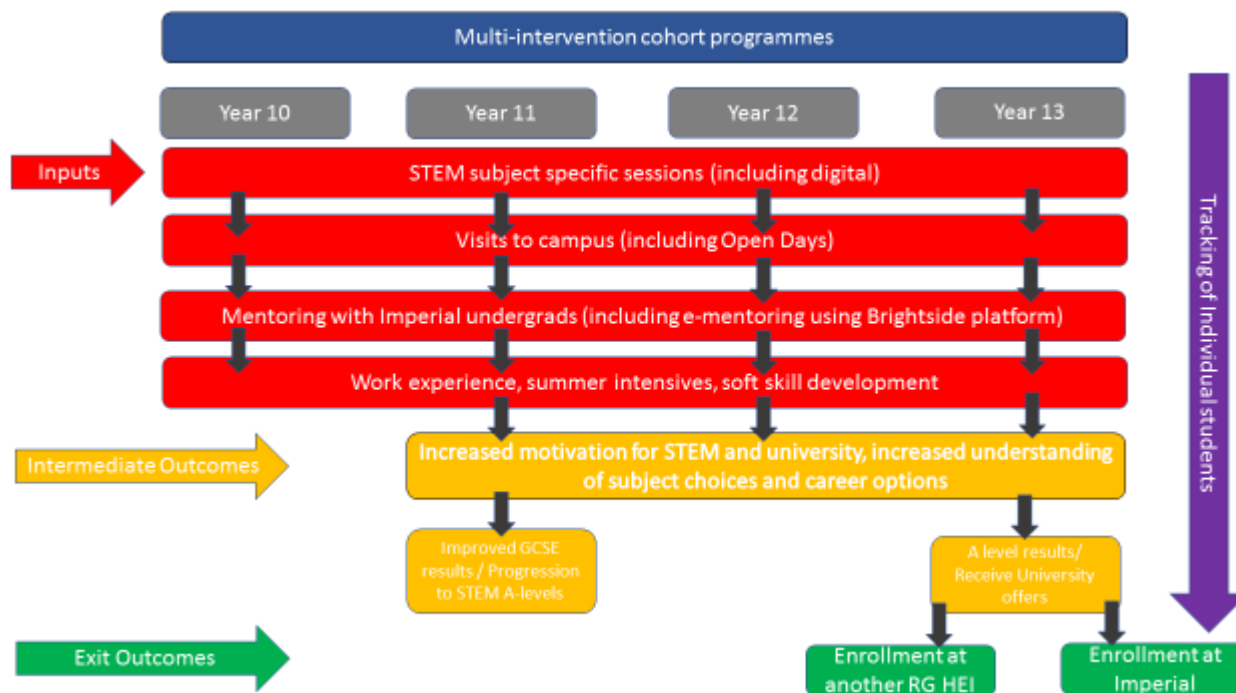 Multi-intervention cohort programmes
Year 10
Year 11
Year 12
Year 13
Inputs
STEM subject specific sessions (including digital)
Visits to campus (including Open Days)
Mentoring with Imperial undergrads (including e-mentoring using Brightside platform)
Work experience, summer intensives, soft skill development
Tracking of Individual students
Intermediate Outcomes
Increased motivation for STEM and university, increased understanding
of subject choices and career options
Improved GCSE
results / Progression
to STEM A-levels
A level results/
Receive University
offers
Exit Outcomes
Enrollment at
another RG HEI
Enrollment at
Imperial